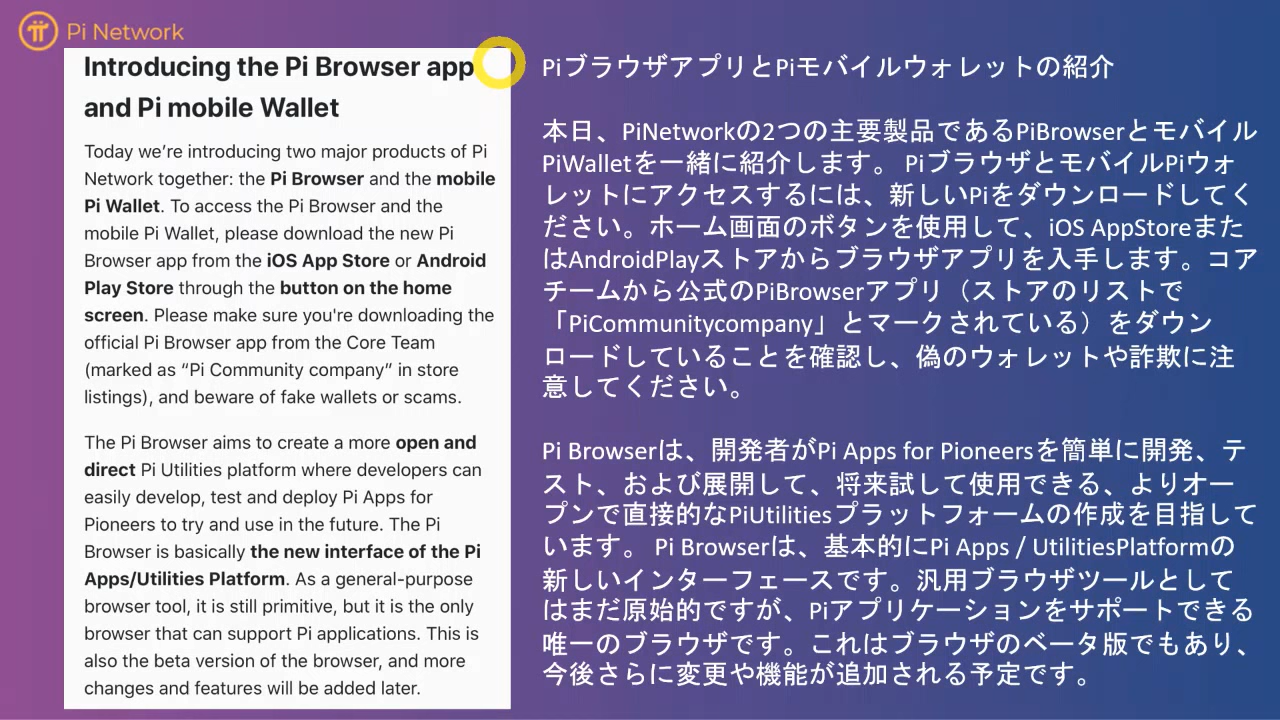 Pi Network
Introducing the Pi Browser app
and Pi mobile Wallet
Today we’re introducing two major products of Pi
Network together: the Pi Browser and the mobile
Pi Wallet. To access the Pi Browser and the
mobile Pi Wallet, please download the new Pi
Browser app from the iOS App Store or Android
Play Store through the button on the home
screen. Please make sure you're downloading the
official Pi Browser app from the Core Team
(marked as “Pi Community company” in store
listings), and beware of fake wallets or scams.
The Pi Browser aims to create a more open and
direct Pi Utilities platform where developers can
easily develop, test and deploy Pi Apps for
Pioneers to try and use in the future. The Pi
Browser is basically the new interface of the Pi
Apps/Utilities Platform. As a general-purpose
browser tool, it is still primitive, but it is the only
browser that can support Pi applications. This is
also the beta version of the browser, and more
changes and features will be added later.
PiブラウザアプリとPiモバイルウォレットの紹介
本日、PiNetworkの2つの主要製品であるPiBrowserとモバイル
PiWalletを一緒に紹介します。 PiブラウザとモバイルPiウォ
レットにアクセスするには、新しいPiをダウンロードしてく
ださい。ホーム画面のボタンを使用して、iOS AppStoreまた
はAndroidPlayストアからブラウザアプリを入手します。コア
チームから公式のPiBrowserアプリ（ストアのリストで
「PiCommunitycompany」とマークされている）をダウン
ロードしていることを確認し、偽のウォレットや詐欺に注
意してください。
Pi Browserは、開発者がPi Apps for Pioneersを簡単に開発、テ
スト、および展開して、将来試して使用できる、よりオー
プンで直接的なPiUtilitiesプラットフォームの作成を目指して
います。 Pi Browserは、基本的にPi Apps / UtilitiesPlatformの
新しいインターフェースです。汎用ブラウザツールとして
はまだ原始的ですが、Piアプリケーションをサポートできる
唯一のブラウザです。これはブラウザのベータ版でもあり、
今後さらに変更や機能が追加される予定です。